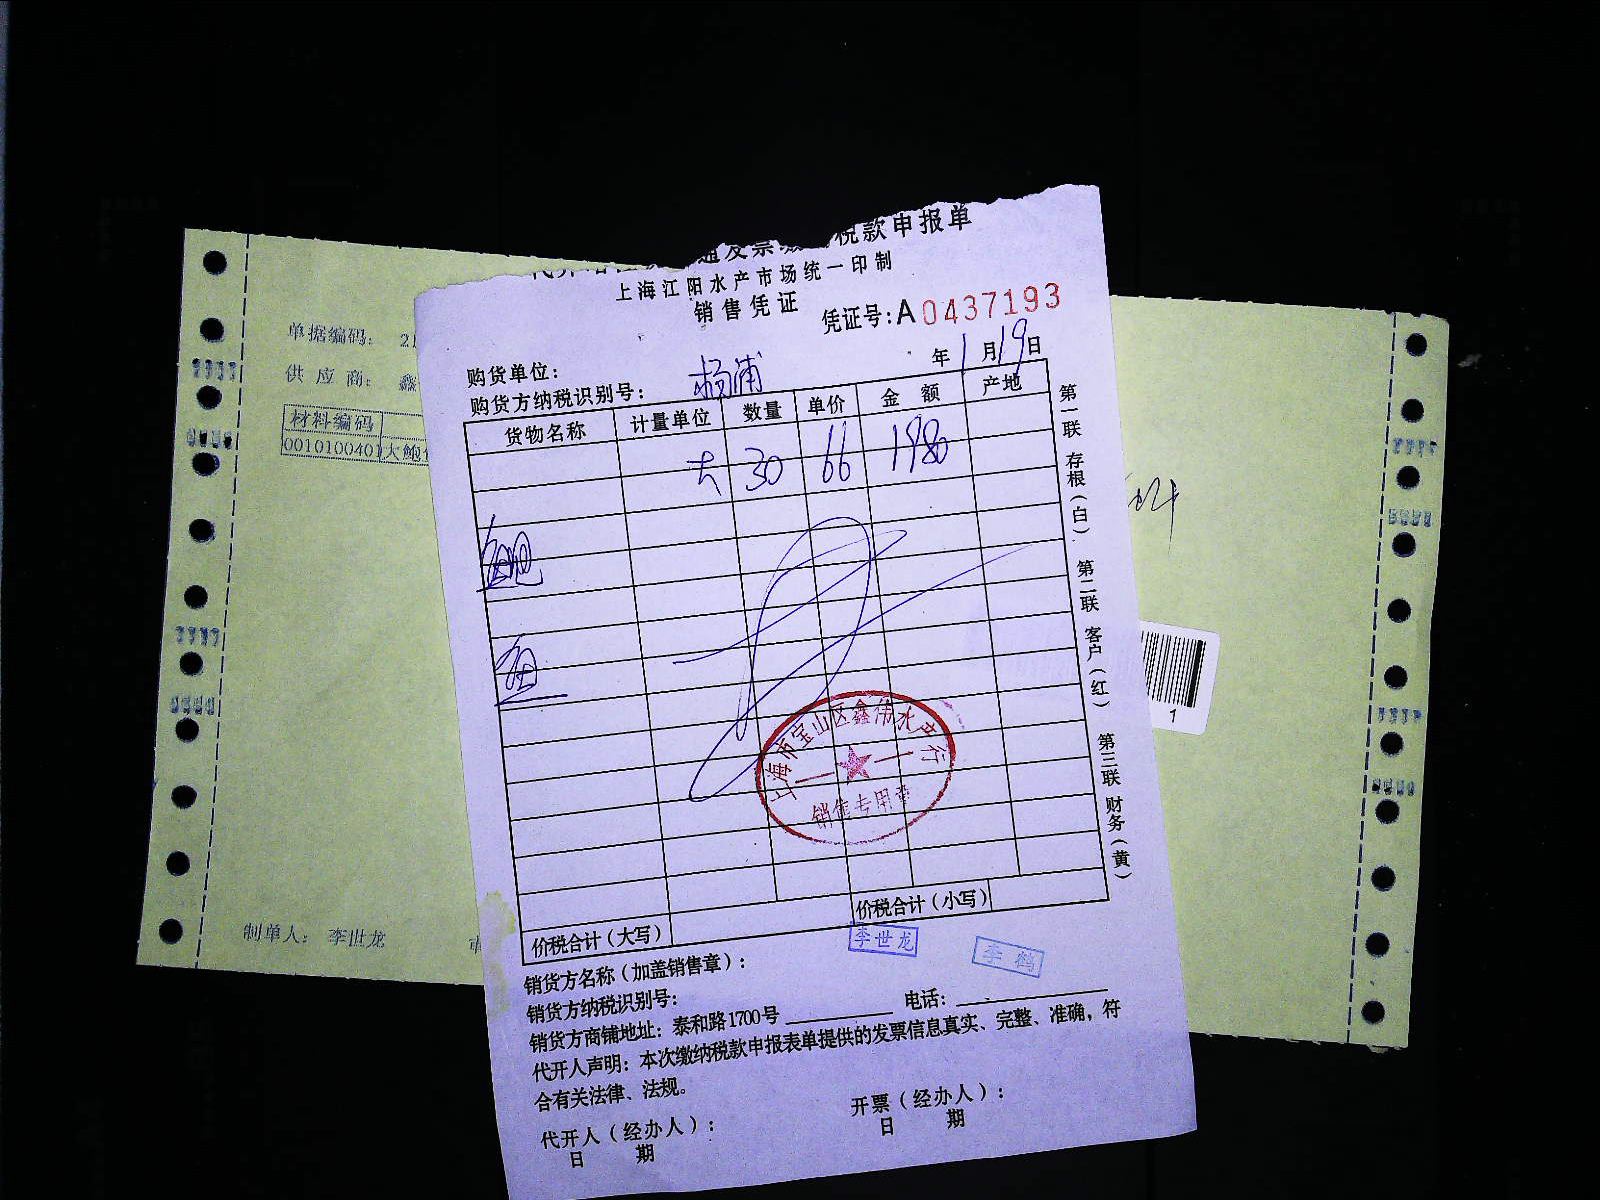 税款申报单
上海江阳水产市场统一印制
销售凭证
凭证号:A0437193
年1月19日
购货单位:
杨浦
购货方纳税识别号:
货物名称 计量单位 数量 单价 金额 产地
大 30 66 1980
鲍
鱼
上海市宝山区鑫伟水产行
销售专用章
价税合计(大写) 价税合计(小写)
李世龙 李鹤
销货方名称(加盖销售章):
销货方纳税识别号:
销货方商铺地址:泰和路1700号 电话:
代开人声明:本次缴纳税款申报表单提供的发票信息真实、完整、准确,符
合有关法律、法规。
代开人(经办人): 开票(经办人):
日期 日期
第一联 存根(白) 第二联 客户(红) 第三联 财务(黄)
单据编码: 21
供应商: 鑫
材料编码
0010100401 大鲍
制单人: 李世龙
1